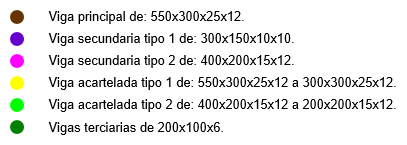 Viga principal de: 550x300x25x12.
Viga secundaria tipo 1 de: 300x150x10x10.
Viga secundaria tipo 2 de: 400x200x15x12.
Viga acartelada tipo 1 de: 550x300x25x12 a 300x300x25x12.
Viga acartelada tipo 2 de: 400x200x15x12 a 200x200x15x12.
Vigas terciarias de 200x100x6.